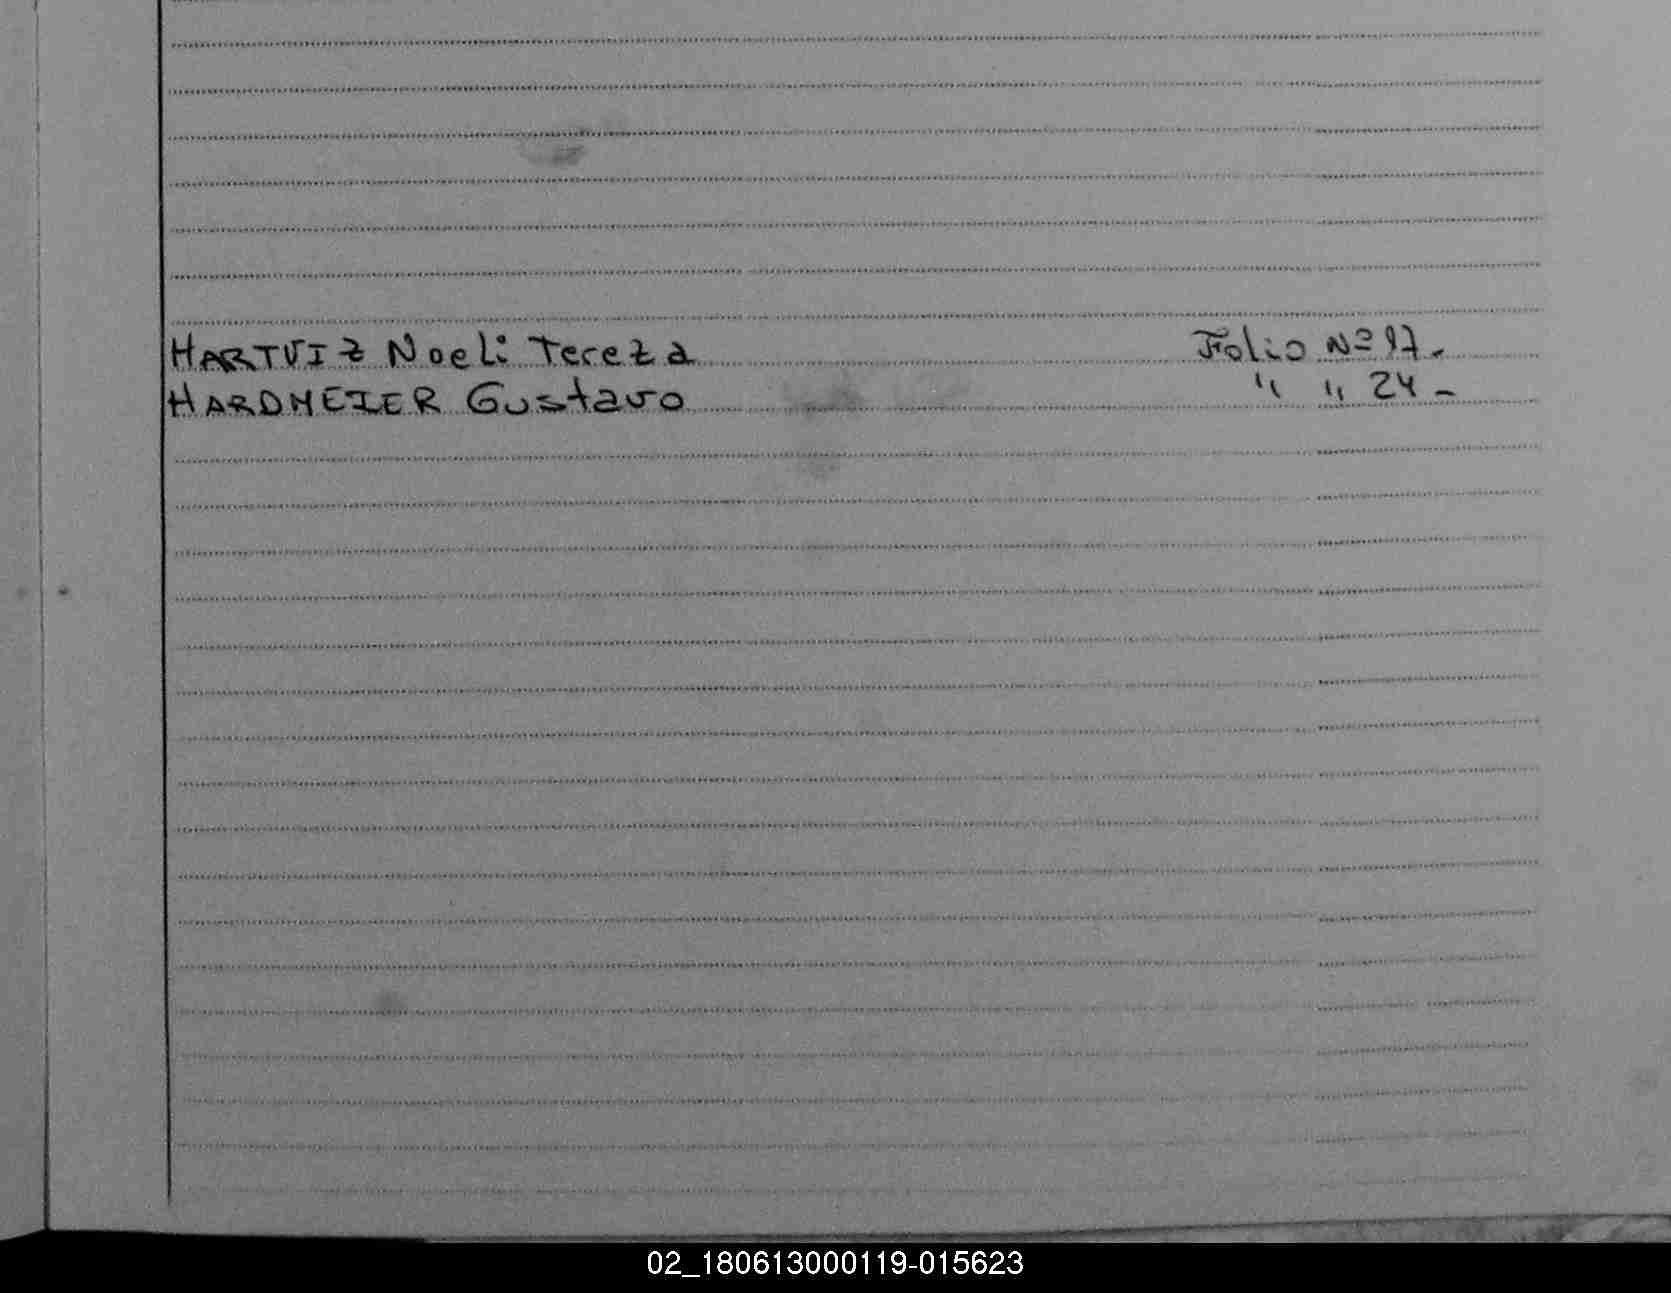 HARTVIZ Noeli Tereza Folio Nº 17.
HARDMEIER Gustavo " " 24 -
02_180613000119-015623